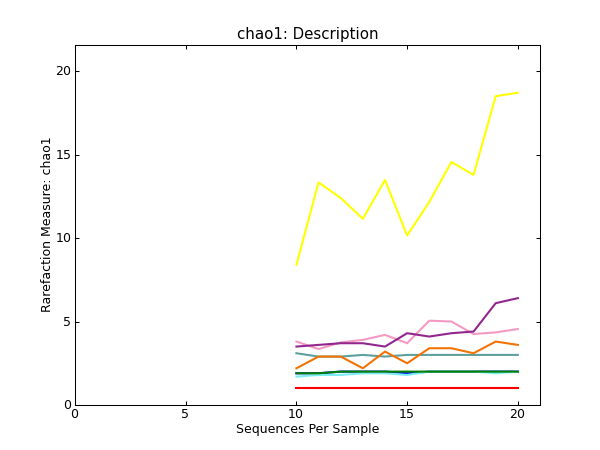 chao1: Description
Rarefaction Measure: chao1
20
15
10
5
0
0 5 10 15 20
Sequences Per Sample